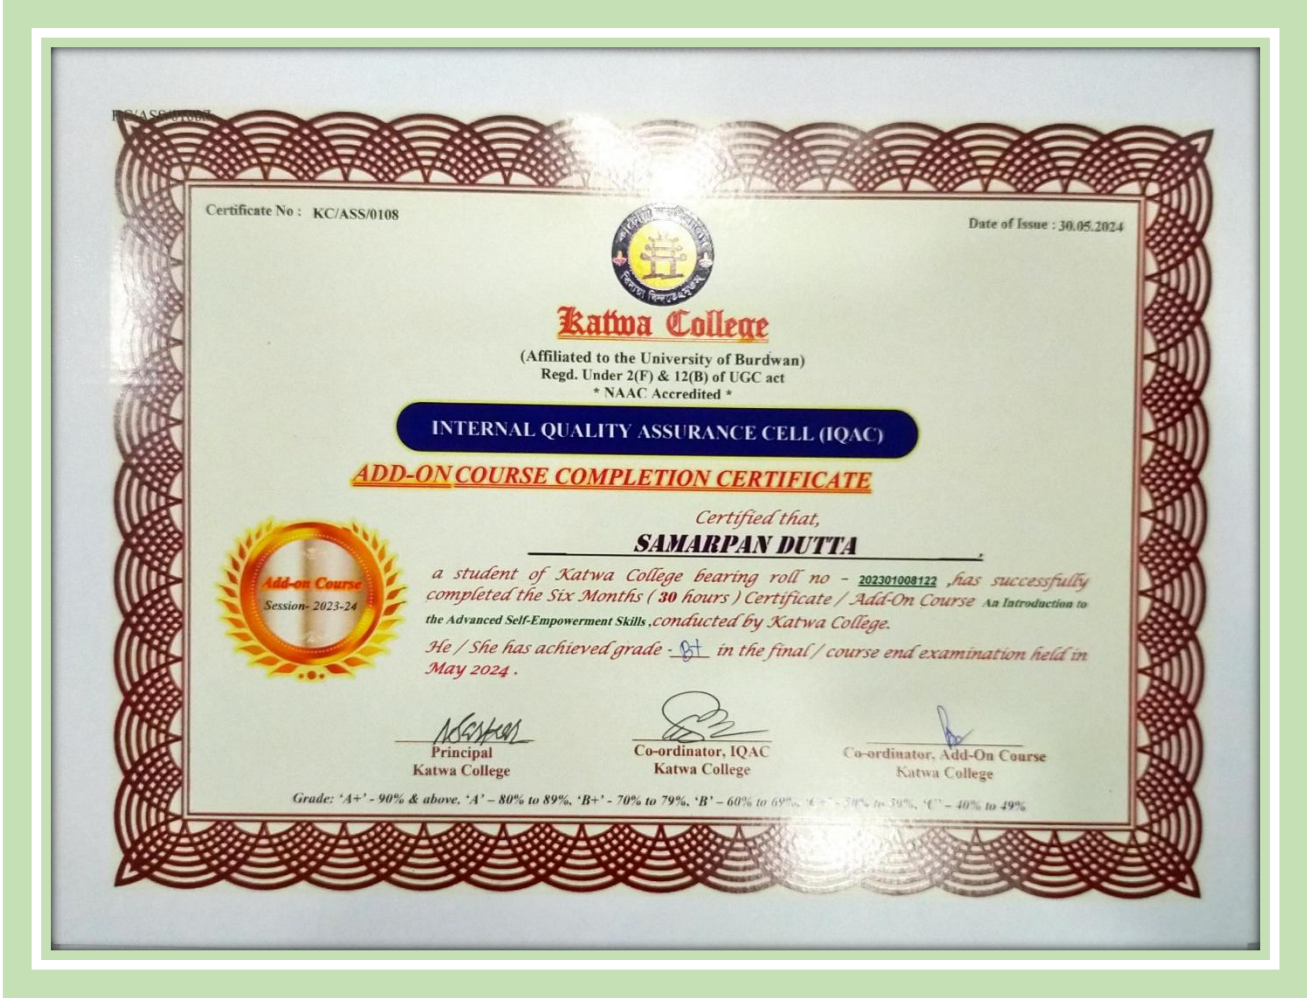 Certificate No : KC/ASS/0108
Date of Issue : 30.05.2024
Katwa College
(Affiliated to the University of Burdwan)
Regd. Under 2(F) & 12(B) of UGC act
* NAAC Accredited *
INTERNAL QUALITY ASSURANCE CELL (IQAC)
ADD-ON COURSE COMPLETION CERTIFICATE
Certified that,
SAMARPAN DUTTA ,
Add-on Course
Session- 2023-24
a student of Katwa College bearing roll no - 202301008122 ,has successfully
completed the Six Months ( 30 hours ) Certificate / Add-On Course An Introduction to
the Advanced Self-Empowerment Skills ,conducted by Katwa College.
He / She has achieved grade - B+ in the final / course end examination held in
May 2024 .
Principal
Katwa College
Co-ordinator, IQAC
Katwa College
Co-ordinator, Add-On Course
Katwa College
Grade: 'A+' - 90% & above, 'A' – 80% to 89%, 'B+' - 70% to 79%, 'B' – 60% to 69%, 'C+' - 50% to 59%, 'C' – 40% to 49%